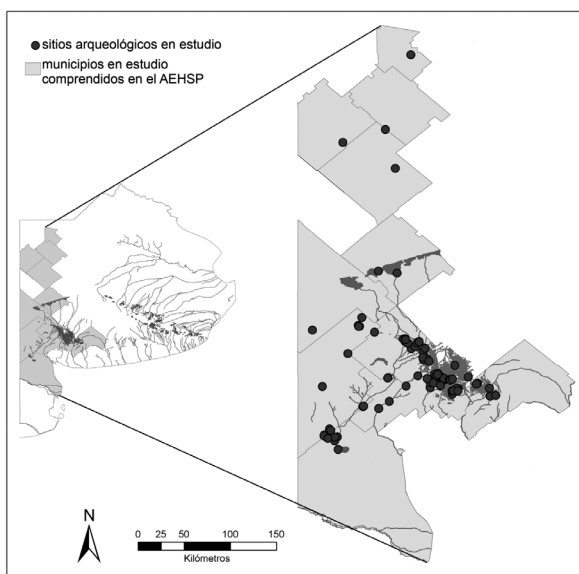 sitios arqueológicos en estudio
municipios en estudio
comprendidos en el AEHSP
N
0 25 50 100 150
Kilómetros